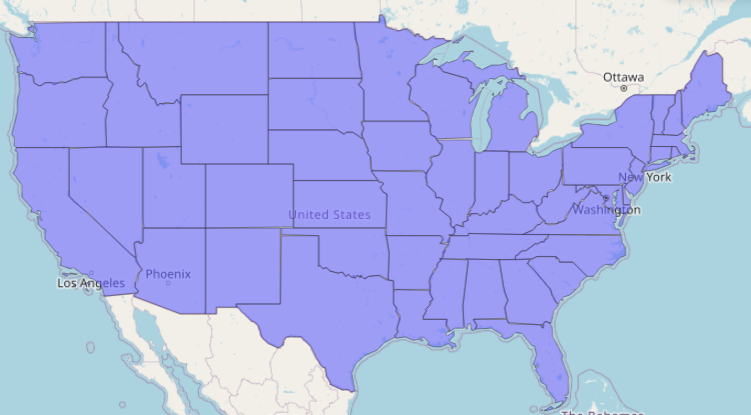 Ottawa
New York
Washington
United States
Phoenix
Los Angeles
The Bahamas